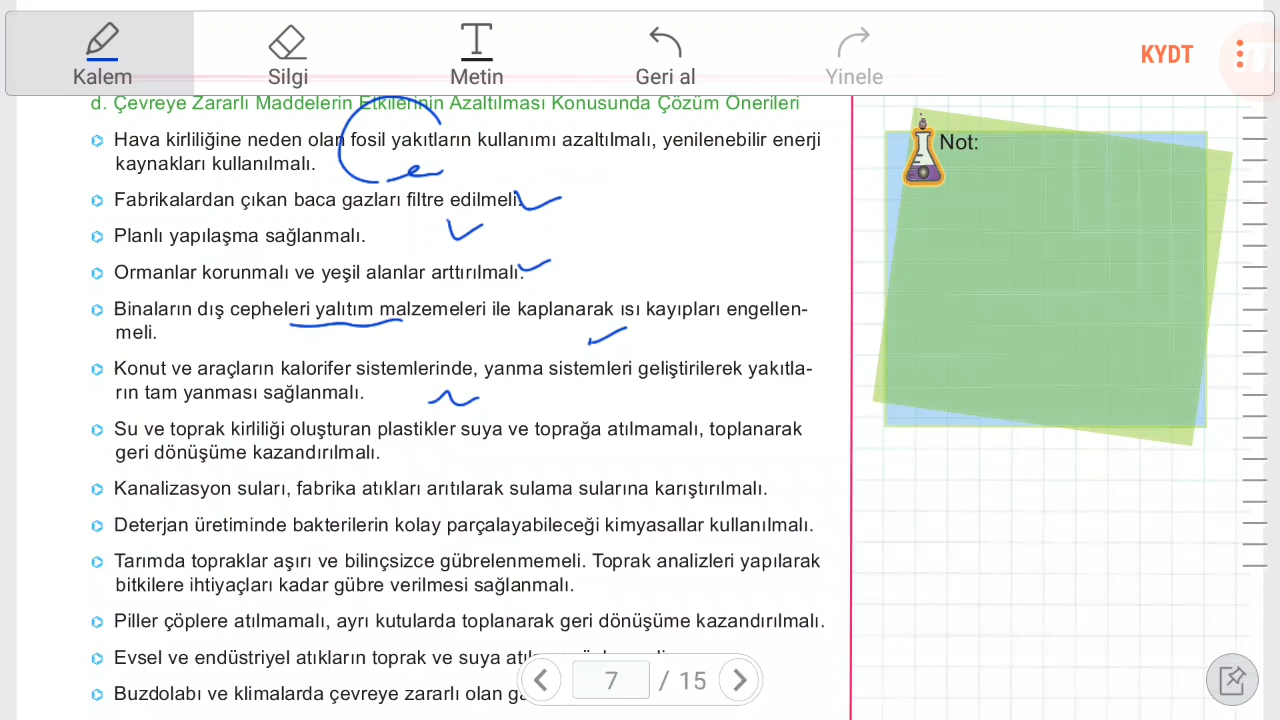 Kalem
Silgi
Metin
Geri al
Yinele
KYDT
d. Çevreye Zararlı Maddelerin Etkilerinin Azaltılması Konusunda Çözüm Önerileri
Hava kirliliğine neden olan fosil yakıtların kullanımı azaltılmalı, yenilenebilir enerji
kaynakları kullanılmalı.
Fabrikalardan çıkan baca gazları filtre edilmeli.
Planlı yapılaşma sağlanmalı.
Ormanlar korunmalı ve yeşil alanlar arttırılmalı.
Binaların dış cepheleri yalıtım malzemeleri ile kaplanarak ısı kayıpları engellen-
meli.
Konut ve araçların kalorifer sistemlerinde, yanma sistemleri geliştirilerek yakıtla-
rın tam yanması sağlanmalı.
Su ve toprak kirliliği oluşturan plastikler suya ve toprağa atılmamalı, toplanarak
geri dönüşüme kazandırılmalı.
Kanalizasyon suları, fabrika atıkları arıtılarak sulama sularına karıştırılmalı.
Deterjan üretiminde bakterilerin kolay parçalayabileceği kimyasallar kullanılmalı.
Tarımda topraklar aşırı ve bilinçsizce gübrelenmemeli. Toprak analizleri yapılarak
bitkilere ihtiyaçları kadar gübre verilmesi sağlanmalı.
Piller çöplere atılmamalı, ayrı kutularda toplanarak geri dönüşüme kazandırılmalı.
Evsel ve endüstriyel atıkların toprak ve suya
Buzdolabı ve klimalarda çevreye zararlı olan
Not:
7 / 15